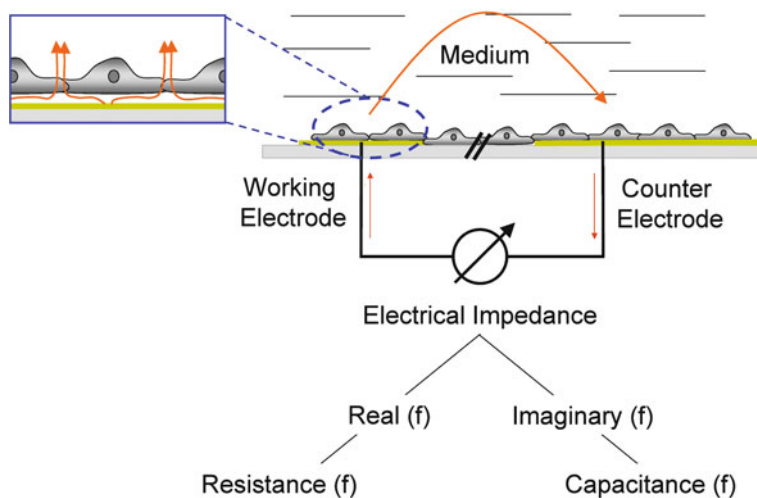 Medium
Working
Electrode
Counter
Electrode
Electrical Impedance
Real (f)
Imaginary (f)
Resistance (f)
Capacitance (f)